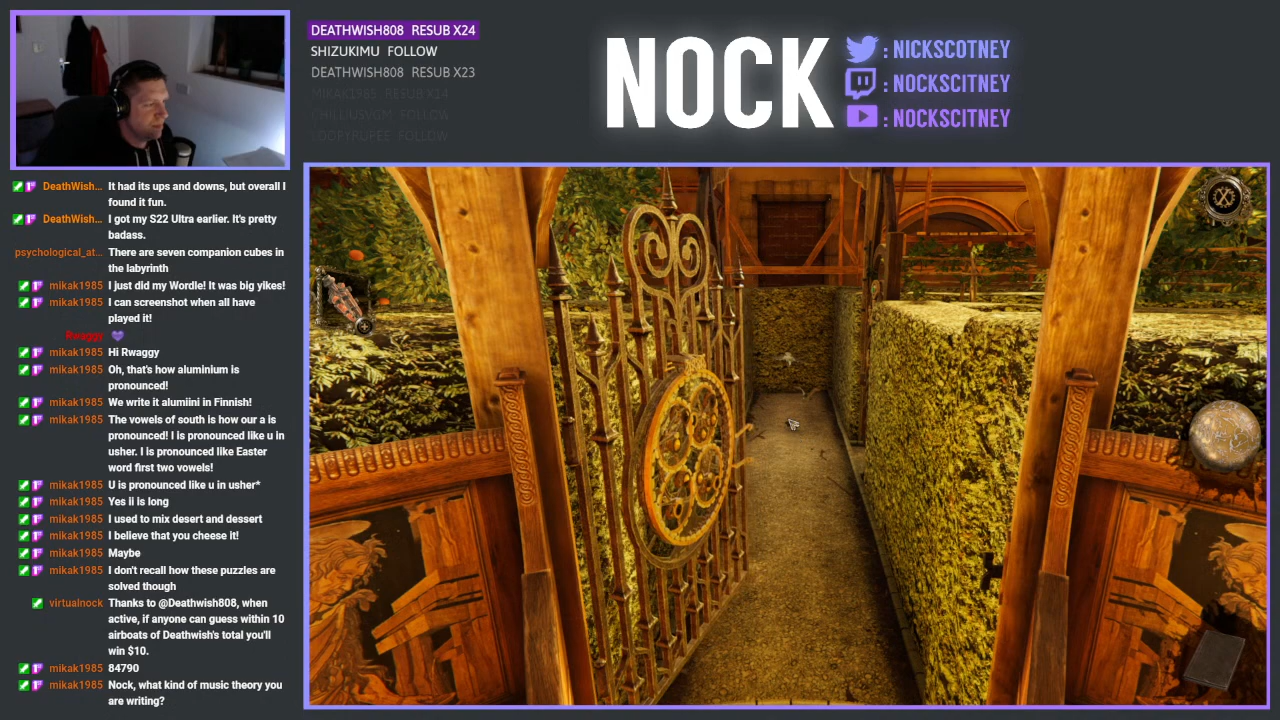 DEATHWISH808 RESUB X24
SHIZUKIMU FOLLOW
DEATHWISH808 RESUB X23
MIKAK1985 RESUB X14
CHILLIUSVGM FOLLOW
LOOPYRUPEE FOLLOW
NOCK
: NICKSCOTNEY
: NOCKSCITNEY
: NOCKSCITNEY
DeathWish... It had its ups and downs, but overall I
found it fun.
DeathWish... I got my S22 Ultra earlier. It's pretty
badass.
psychological_at... There are seven companion cubes in
the labyrinth
mikak1985 I just did my Wordle! It was big yikes!
mikak1985 I can screenshot when all have
played it!
Rwaggy 💜
mikak1985 Hi Rwaggy
mikak1985 Oh, that's how aluminium is
pronounced!
mikak1985 We write it alumiini in Finnish!
mikak1985 The vowels of south is how our a is
pronounced! I is pronounced like u in
usher. I is pronounced like Easter
word first two vowels!
mikak1985 U is pronounced like u in usher*
mikak1985 Yes ii is long
mikak1985 I used to mix desert and dessert
mikak1985 I believe that you cheese it!
mikak1985 Maybe
mikak1985 I don't recall how these puzzles are
solved though
virtualnock Thanks to @Deathwish808, when
active, if anyone can guess within 10
airboats of Deathwish's total you'll
win $10.
mikak1985 84790
mikak1985 Nock, what kind of music theory you
are writing?